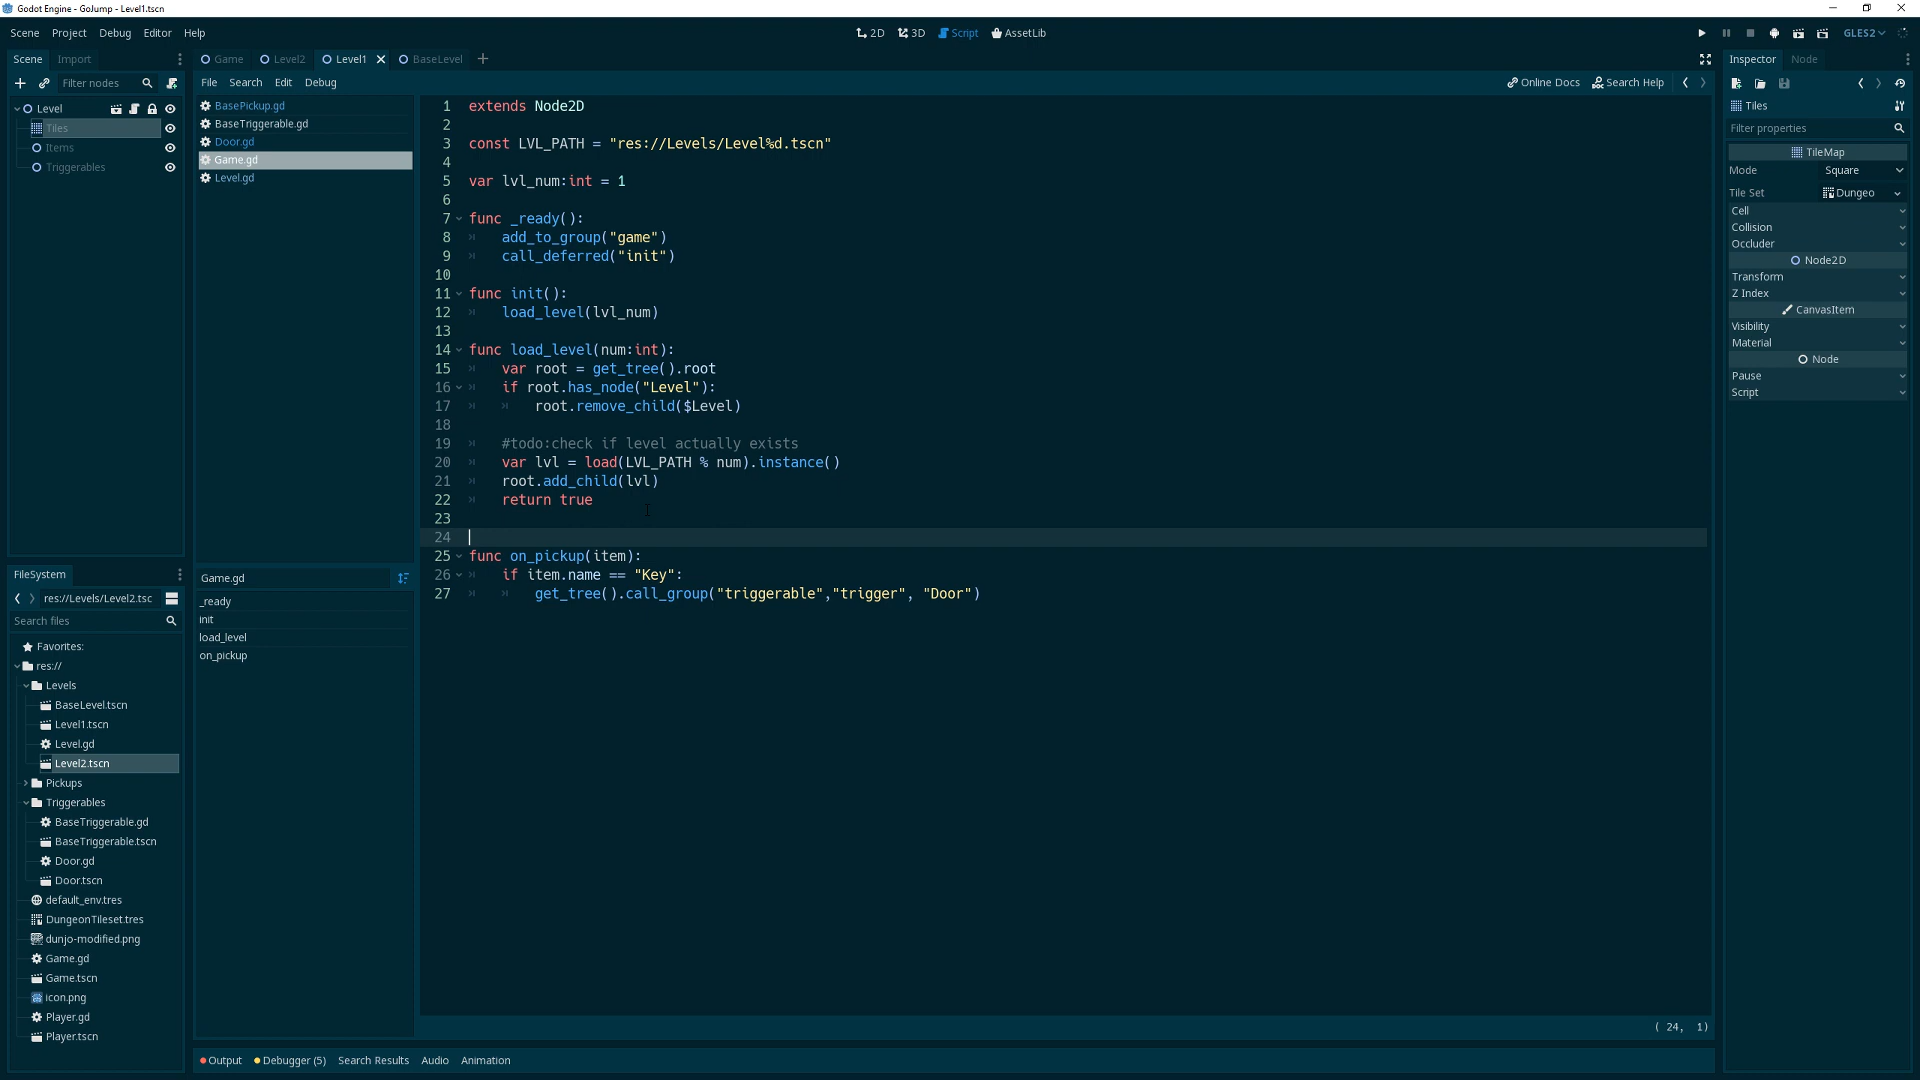 Godot Engine - GoJump - Level1.tscn
Scene Project Debug Editor Help
2D 3D Script AssetLib
GLES2
Scene Import
Game Level2 Level1 BaseLevel
Inspector Node
Filter nodes
File Search Edit Debug
Online Docs Search Help
Level
Tiles
Items
Triggerables
BasePickup.gd
BaseTriggerable.gd
Door.gd
Game.gd
Level.gd
1 extends Node2D
2
3 const LVL_PATH = "res://Levels/Level%d.tscn"
4
5 var lvl_num:int = 1
6
7 func _ready():
8 add_to_group("game")
9 call_deferred("init")
10
11 func init():
12 load_level(lvl_num)
13
14 func load_level(num:int):
15 var root = get_tree().root
16 if root.has_node("Level"):
17 root.remove_child($Level)
18
19 #todo:check if level actually exists
20 var lvl = load(LVL_PATH % num).instance()
21 root.add_child(lvl)
22 return true
23
24
25 func on_pickup(item):
26 if item.name == "Key":
27 get_tree().call_group("triggerable","trigger", "Door")
Tiles
Filter properties
TileMap
Mode Square
Tile Set Dungeo
Cell
Collision
Occluder
Node2D
Transform
Z Index
CanvasItem
Visibility
Material
Node
Pause
Script
Game.gd
_ready
init
load_level
on_pickup
FileSystem
res://Levels/Level2.tsc
Search files
Favorites:
res://
Levels
BaseLevel.tscn
Level1.tscn
Level.gd
Level2.tscn
Pickups
Triggerables
BaseTriggerable.gd
BaseTriggerable.tscn
Door.gd
Door.tscn
default_env.tres
DungeonTileset.tres
dunjo-modified.png
Game.gd
Game.tscn
icon.png
Player.gd
Player.tscn
( 24, 1)
Output Debugger (5) Search Results Audio Animation